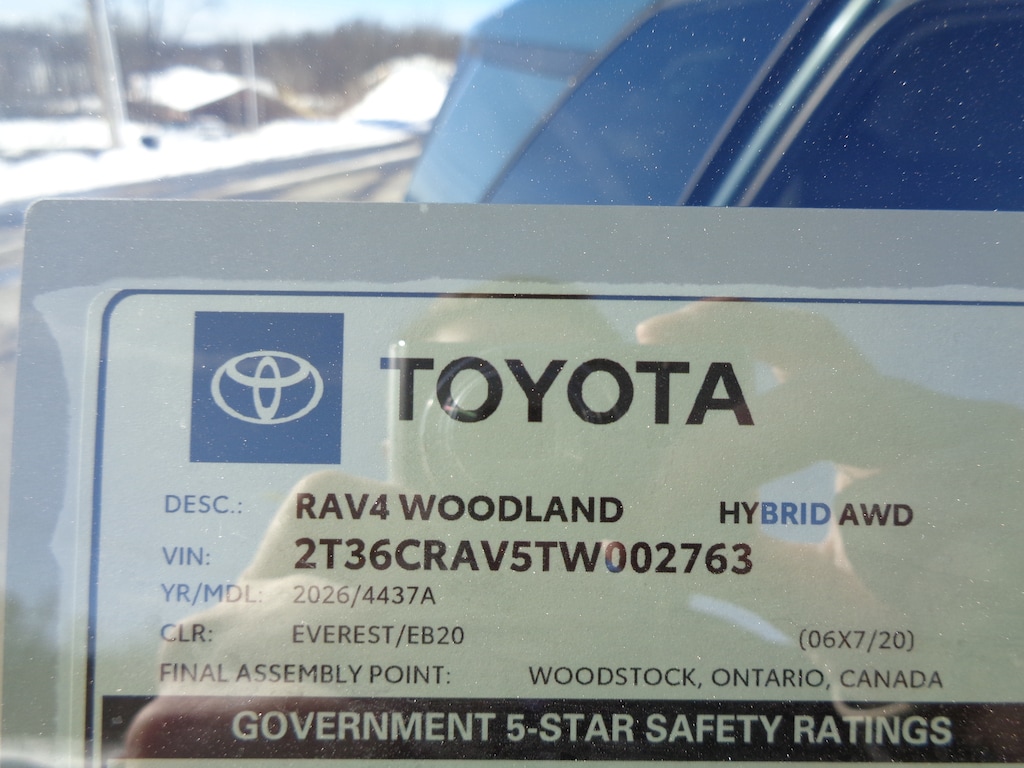 TOYOTA
DESC.: RAV4 WOODLAND HYBRID AWD
VIN: 2T36CRAV5TW002763
YR/MDL: 2026/4437A
CLR: EVEREST/EB20 (06X7/20)
FINAL ASSEMBLY POINT: WOODSTOCK, ONTARIO, CANADA
GOVERNMENT 5-STAR SAFETY RATINGS